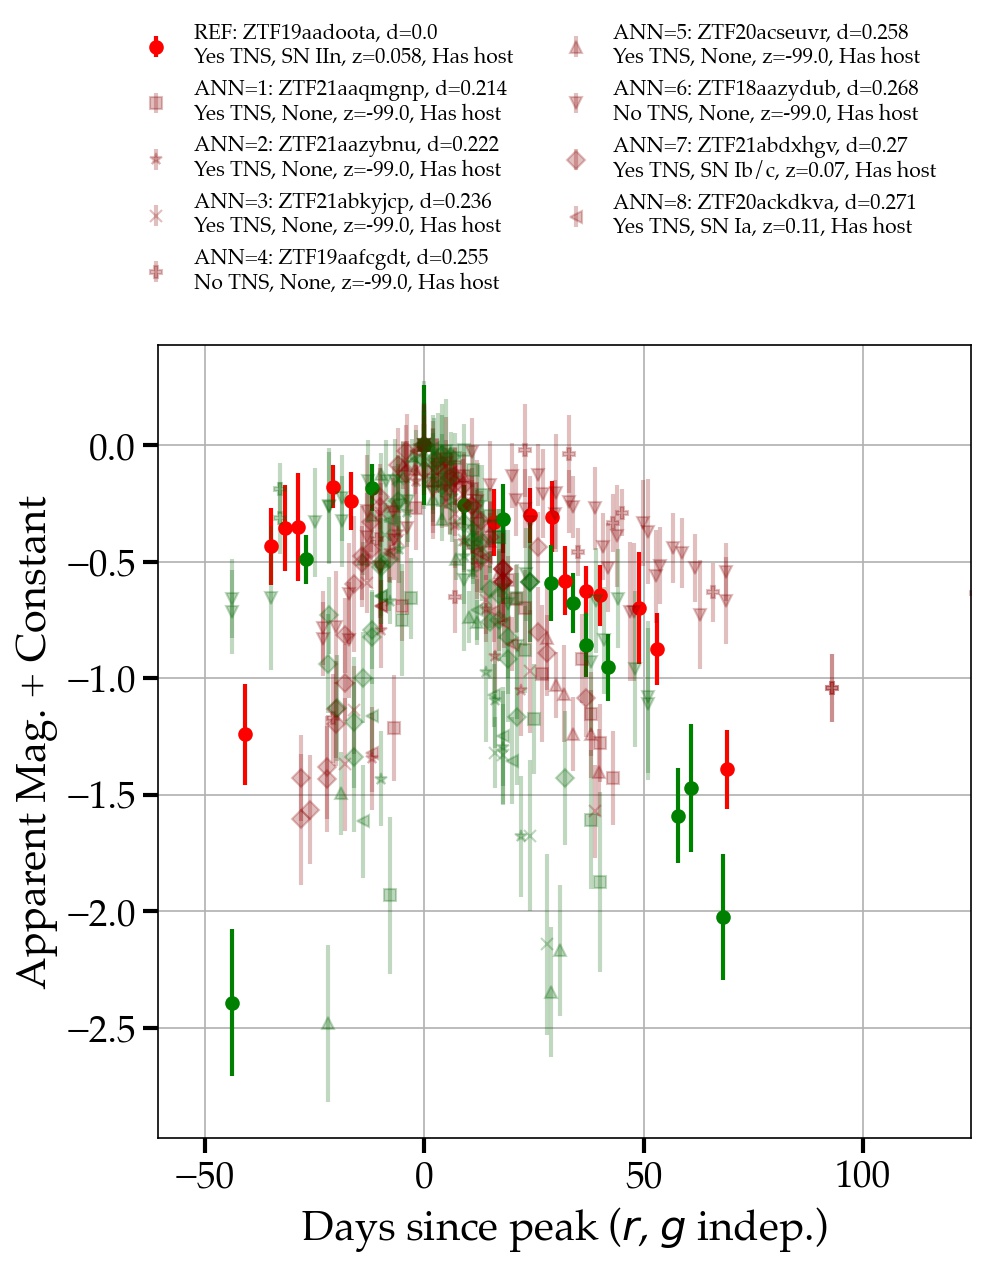 REF: ZTF19aadoota, d=0.0
Yes TNS, SN IIn, z=0.058, Has host
ANN=1: ZTF21aaqmgnp, d=0.214
Yes TNS, None, z=-99.0, Has host
ANN=2: ZTF21aazybnu, d=0.222
Yes TNS, None, z=-99.0, Has host
ANN=3: ZTF21abkyjcp, d=0.236
Yes TNS, None, z=-99.0, Has host
ANN=4: ZTF19aafcgdt, d=0.255
No TNS, None, z=-99.0, Has host
ANN=5: ZTF20acseuvr, d=0.258
Yes TNS, None, z=-99.0, Has host
ANN=6: ZTF18aazydub, d=0.268
No TNS, None, z=-99.0, Has host
ANN=7: ZTF21abdxhgv, d=0.27
Yes TNS, SN Ib/c, z=0.07, Has host
ANN=8: ZTF20ackdkva, d=0.271
Yes TNS, SN Ia, z=0.11, Has host
Apparent Mag. + Constant
0.0
−0.5
−1.0
−1.5
−2.0
−2.5
−50
0
50
100
Days since peak (r, g indep.)